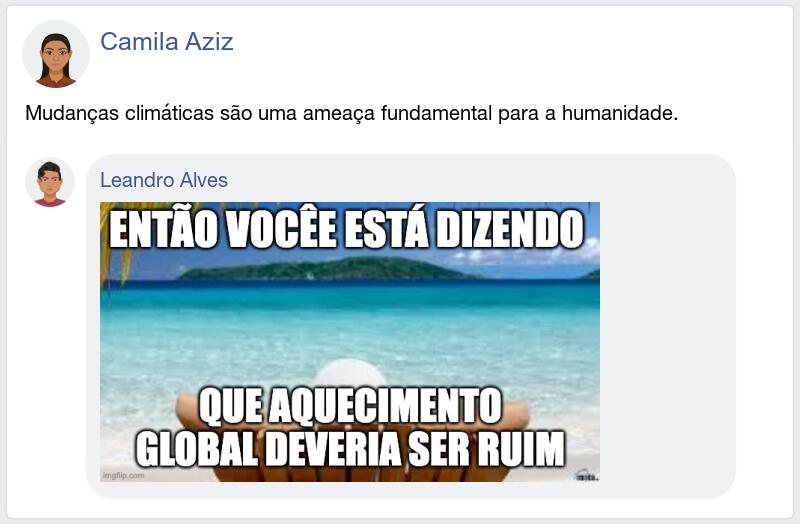 Camila Aziz
Mudanças climáticas são uma ameaça fundamental para a humanidade.
Leandro Alves
ENTÃO VOCÊE ESTÁ DIZENDO
QUE AQUECIMENTO
GLOBAL DEVERIA SER RUIM
imgflip.com